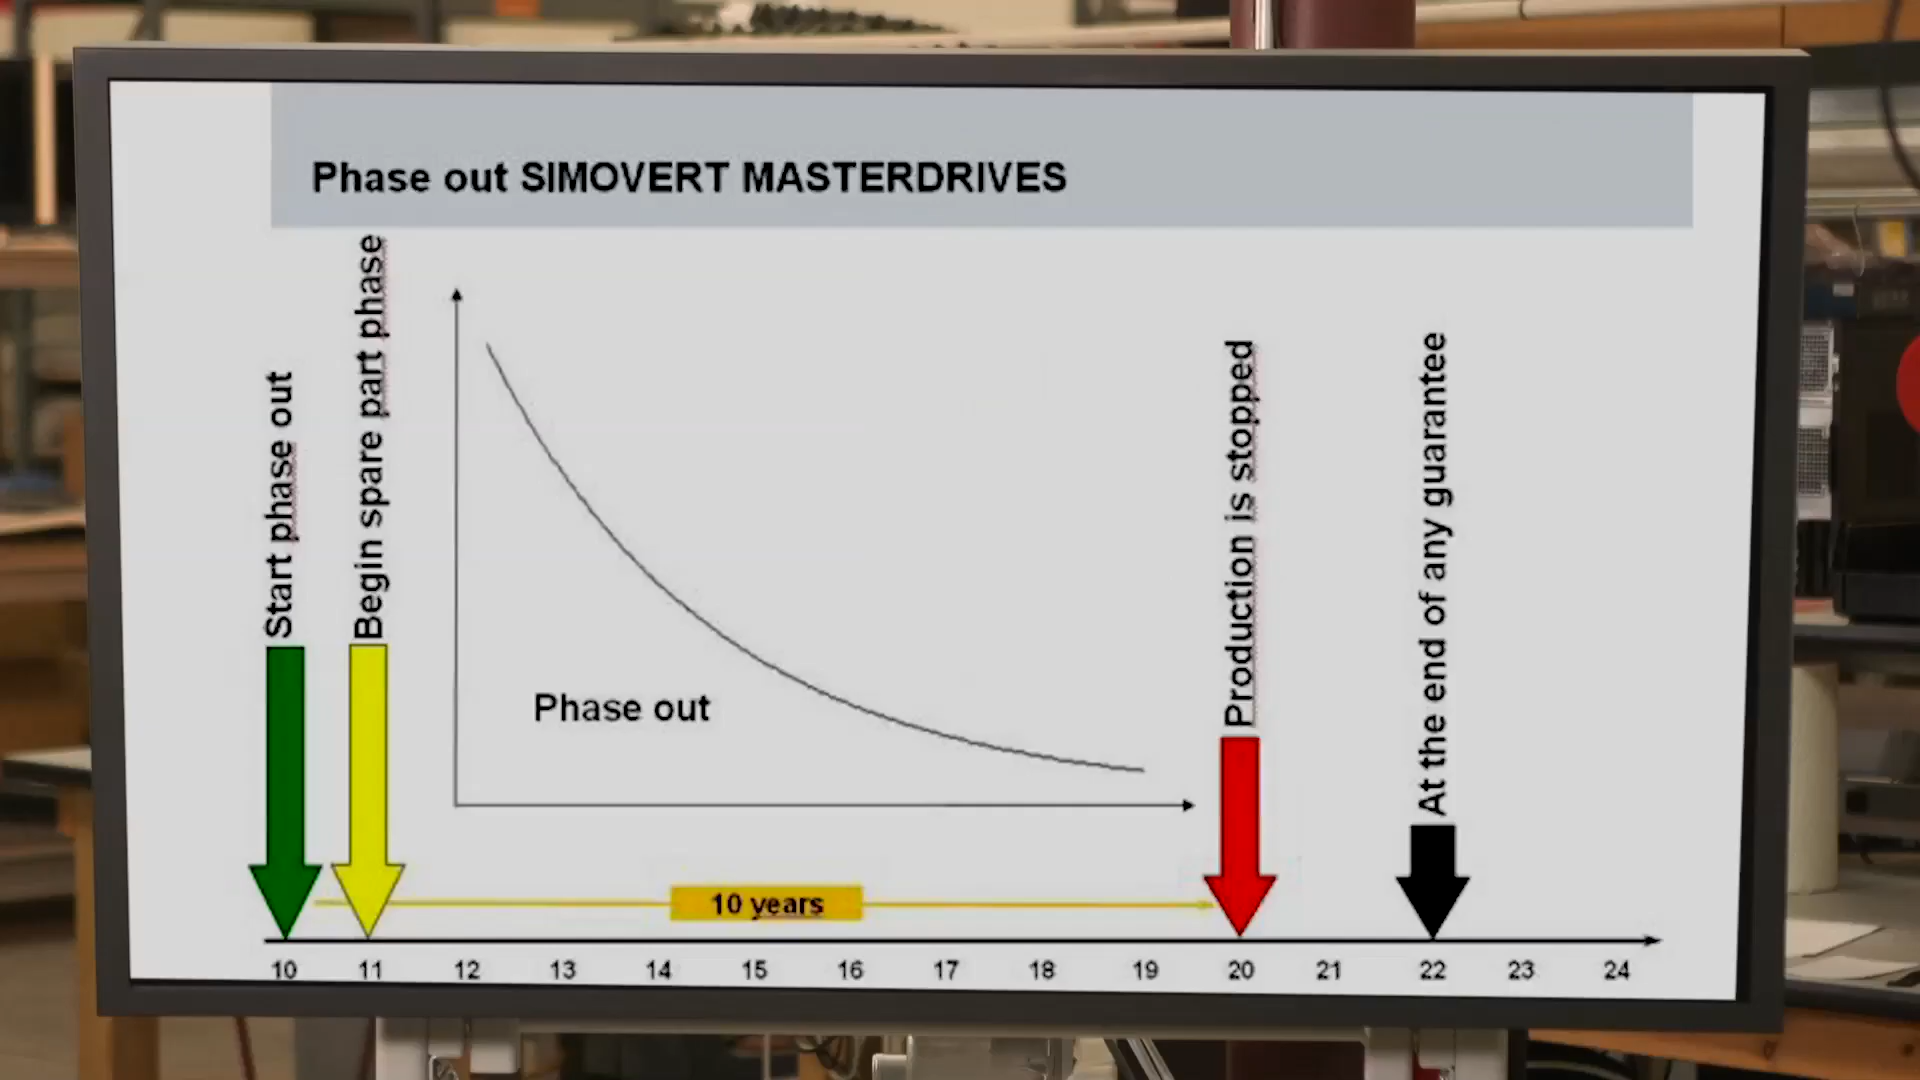 Phase out SIMOVERT MASTERDRIVES
Start phase out
Begin spare part phase
Phase out
Production is stopped
At the end of any guarantee
10 years
10 11 12 13 14 15 16 17 18 19 20 21 22 23 24